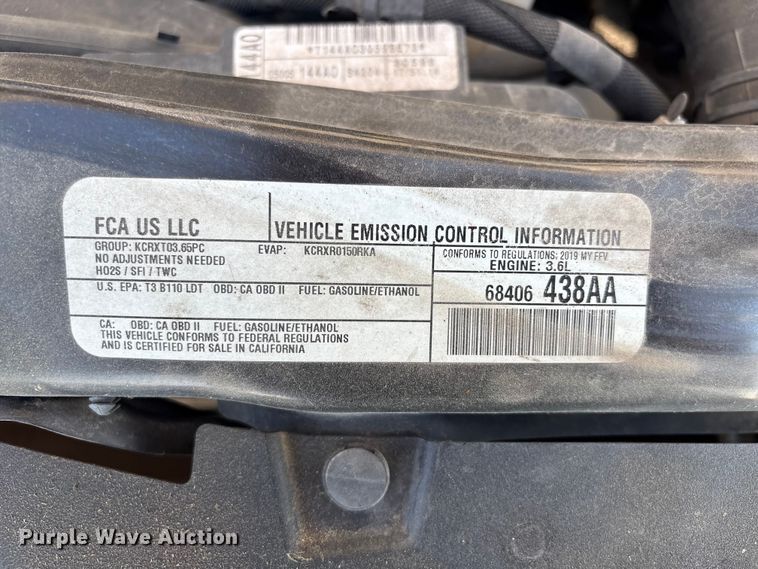 144A0
144A0
FCA US LLC
VEHICLE EMISSION CONTROL INFORMATION
GROUP: KCRXT03.65PC
EVAP: KCRXR0150RKA
CONFORMS TO REGULATIONS: 2019 MY FFV
NO ADJUSTMENTS NEEDED
ENGINE: 3.6L
HO2S / SFI / TWC
U.S. EPA: T3 B110 LDT OBD: CA OBD II FUEL: GASOLINE/ETHANOL
68406 438AA
CA: OBD: CA OBD II FUEL: GASOLINE/ETHANOL
THIS VEHICLE CONFORMS TO FEDERAL REGULATIONS
AND IS CERTIFIED FOR SALE IN CALIFORNIA
Purple Wave Auction